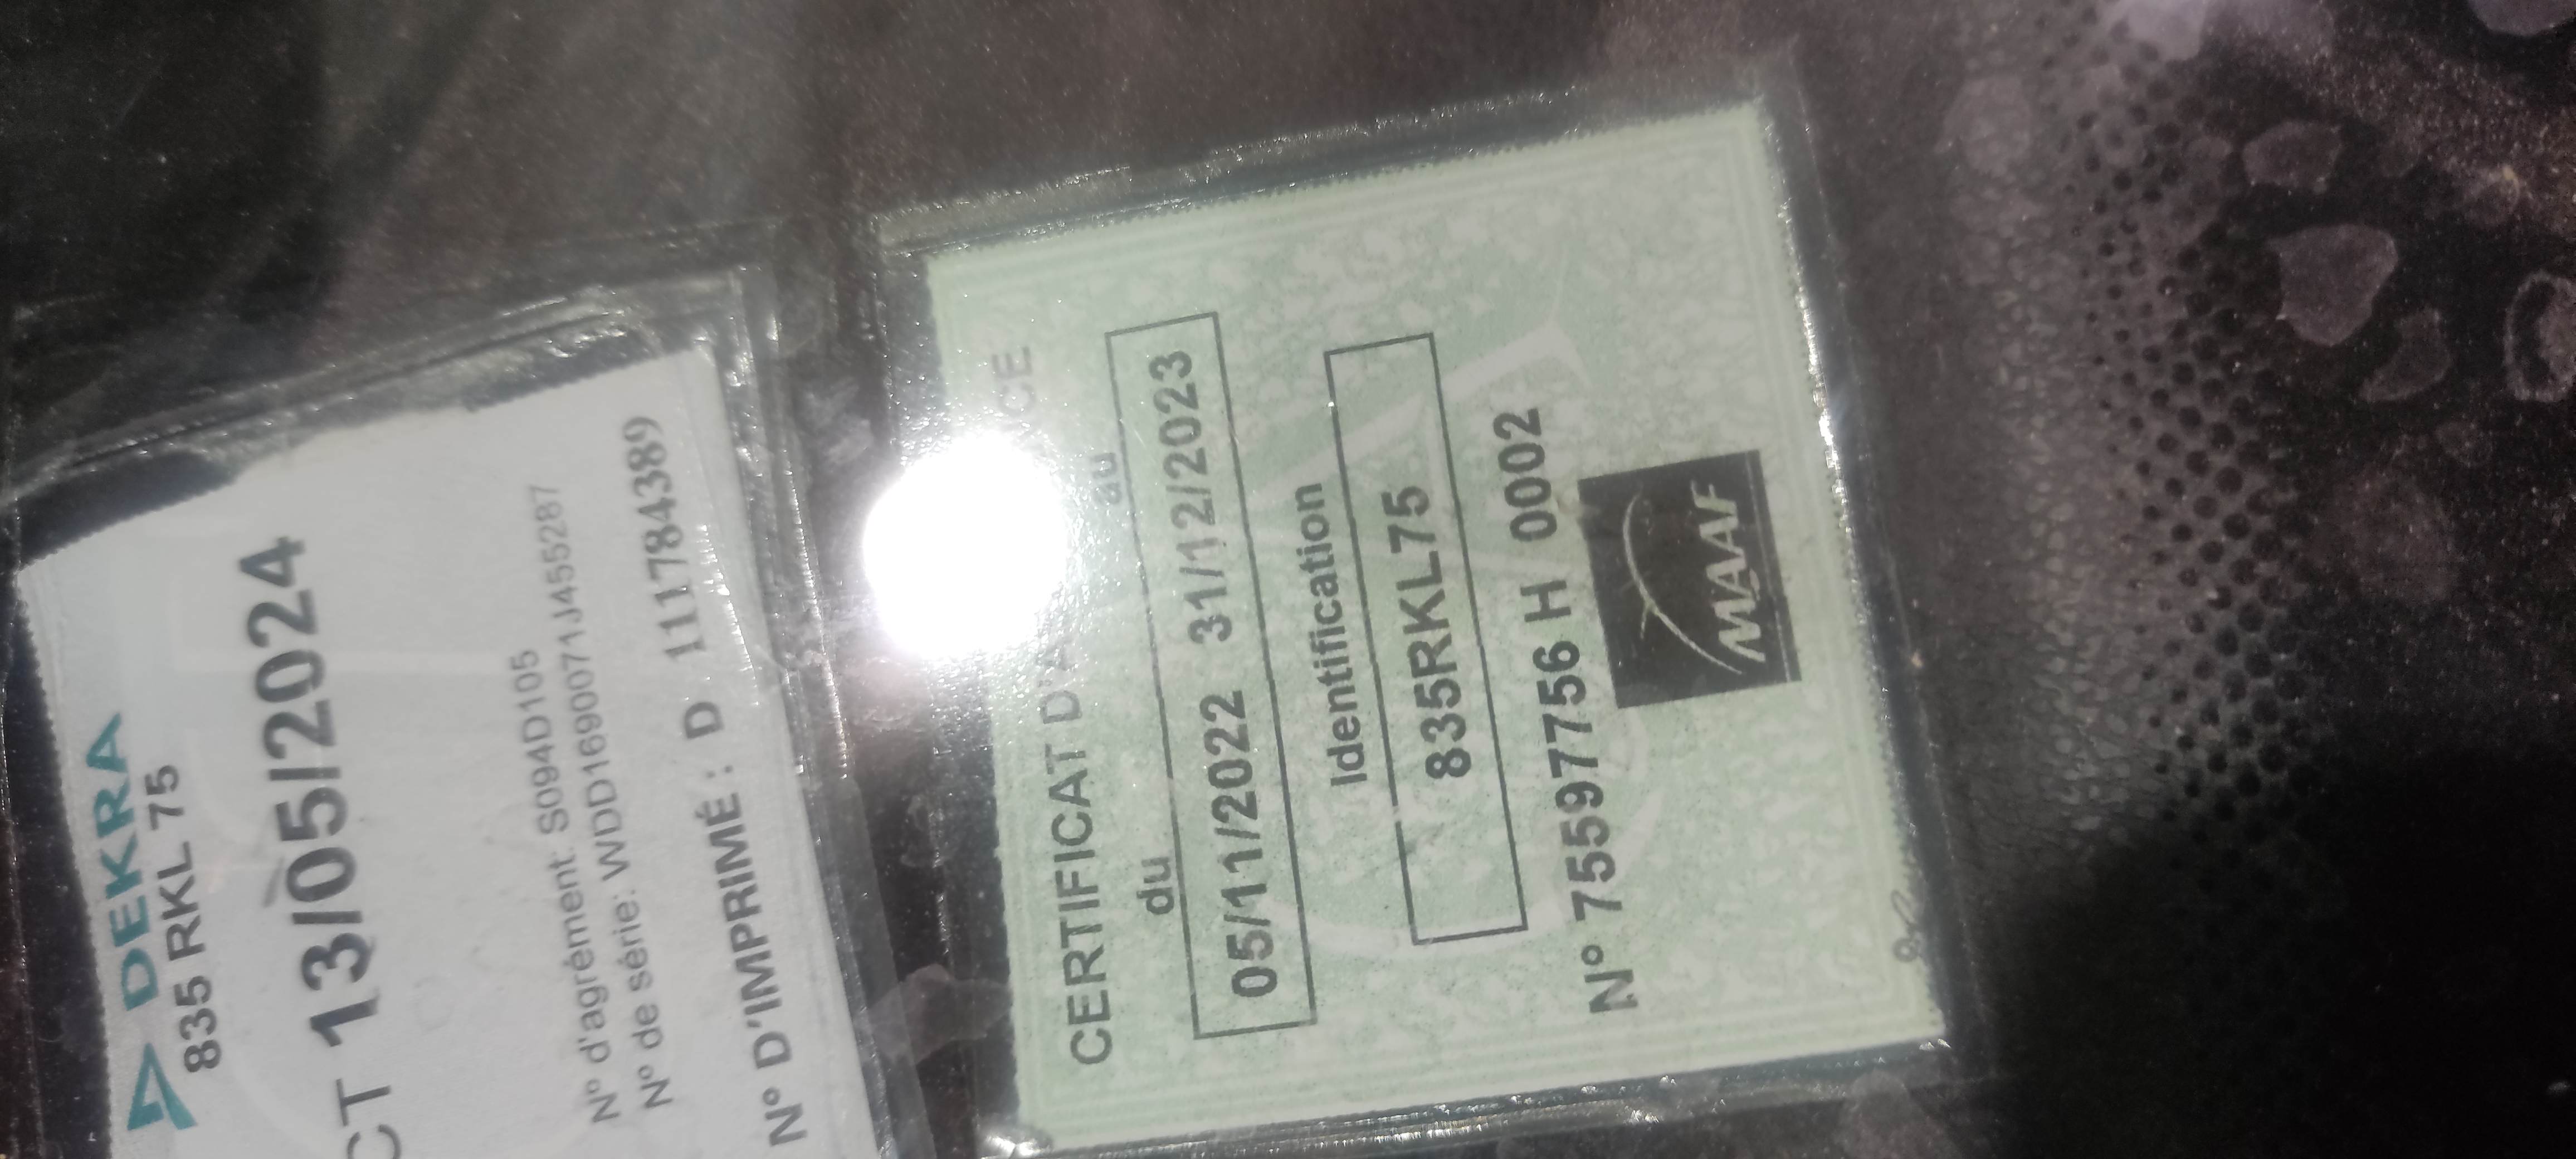 DEKRA
835 RKL 75
CT 13/05/2024
N° d'agrément: S094D105
N° de série: WDD1690071J455287
N° D'IMPRIMÉ : D 111784389
CERTIFICAT
du au
05/11/2022 31/12/2023
Identification
835RKL75
N° 75597756 H 0002
MAAF